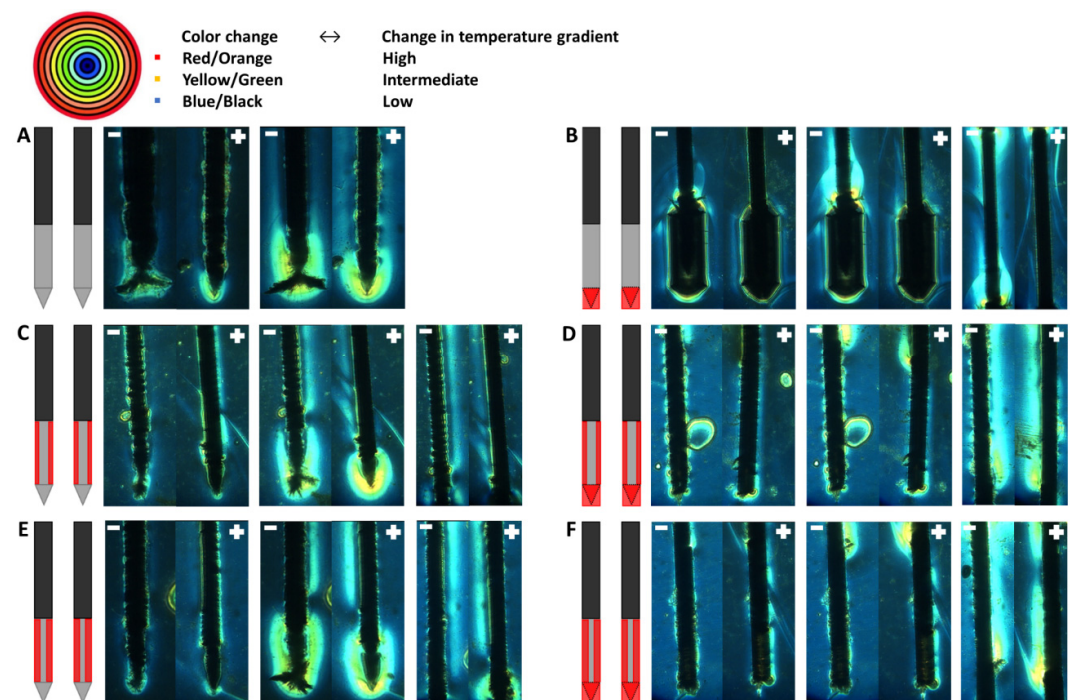 Color change ↔ Change in temperature gradient
Red/Orange High
Yellow/Green Intermediate
Blue/Black Low
A − + − +
B − + − + − +
C − + − + − +
D − + − + − +
E − + − + − +
F − + − + − +